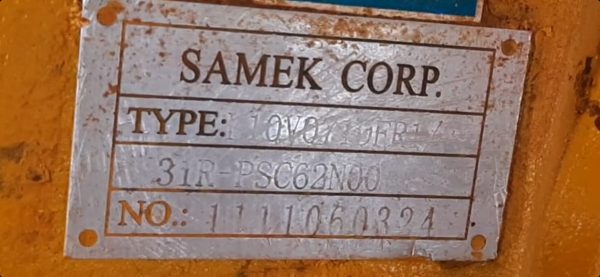 SAMEK CORP.
TYPE:
31R-PSC62N00
NO.: 1111060324